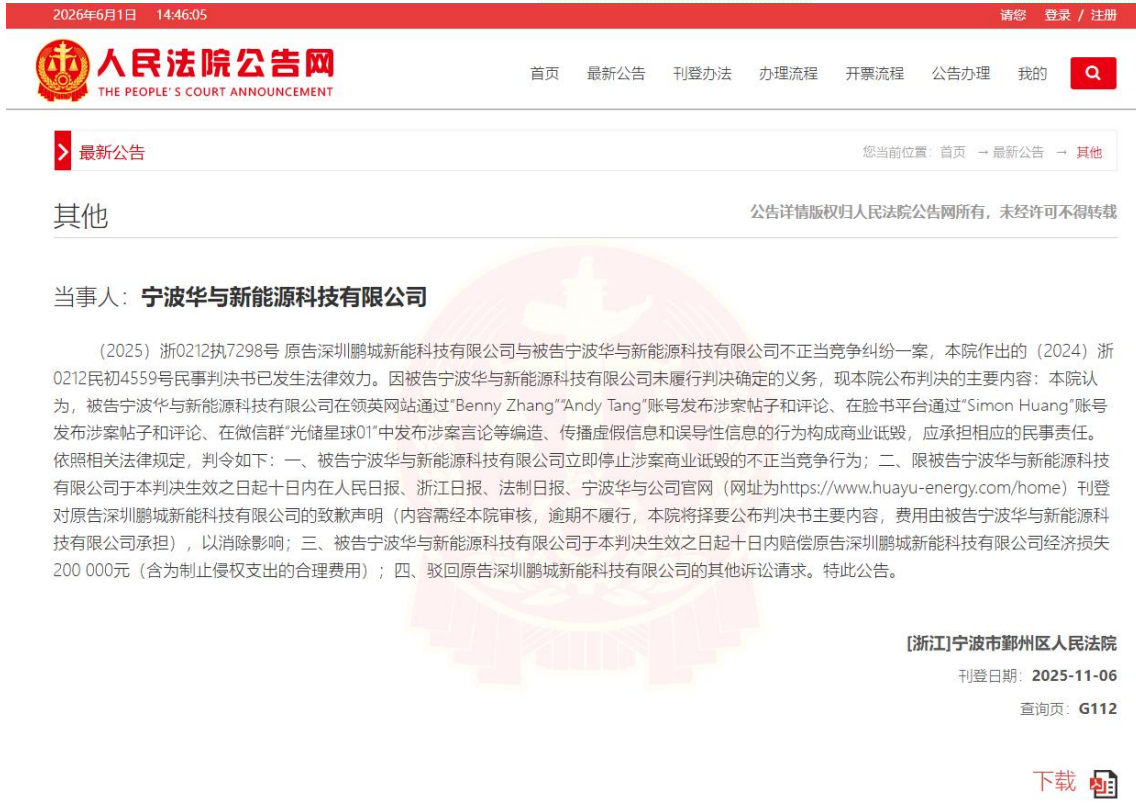 2026年6月1日 14:46:05 请您 登录 / 注册
人民法院公告网
THE PEOPLE'S COURT ANNOUNCEMENT
首页 最新公告 刊登办法 办理流程 开票流程 公告办理 我的
最新公告 您当前位置: 首页 → 最新公告 → 其他
其他 公告详情版权归人民法院公告网所有,未经许可不得转载
当事人:宁波华与新能源科技有限公司
(2025)浙0212执7298号 原告深圳鹏城新能科技有限公司与被告宁波华与新能源科技有限公司不正当竞争纠纷一案,本院作出的(2024)浙
0212民初4559号民事判决书已发生法律效力。因被告宁波华与新能源科技有限公司未履行判决确定的义务,现本院公布判决的主要内容:本院认
为,被告宁波华与新能源科技有限公司在领英网站通过“Benny Zhang”“Andy Tang”账号发布涉案帖子和评论、在脸书平台通过“Simon Huang”账号
发布涉案帖子和评论、在微信群“光储星球01”中发布涉案言论等编造、传播虚假信息和误导性信息的行为构成商业诋毁,应承担相应的民事责任。
依照相关法律规定,判令如下:一、被告宁波华与新能源科技有限公司立即停止涉案商业诋毁的不正当竞争行为;二、限被告宁波华与新能源科技
有限公司于本判决生效之日起十日内在人民日报、浙江日报、法制日报、宁波华与公司官网(网址为https://www.huayu-energy.com/home)刊登
对原告深圳鹏城新能科技有限公司的致歉声明(内容需经本院审核,逾期不履行,本院将择要公布判决书主要内容,费用由被告宁波华与新能源科
技有限公司承担),以消除影响;三、被告宁波华与新能源科技有限公司于本判决生效之日起十日内赔偿原告深圳鹏城新能科技有限公司经济损失
200 000元(含为制止侵权支出的合理费用);四、驳回原告深圳鹏城新能科技有限公司的其他诉讼请求。特此公告。
[浙江]宁波市鄞州区人民法院
刊登日期: 2025-11-06
查询页: G112
下载